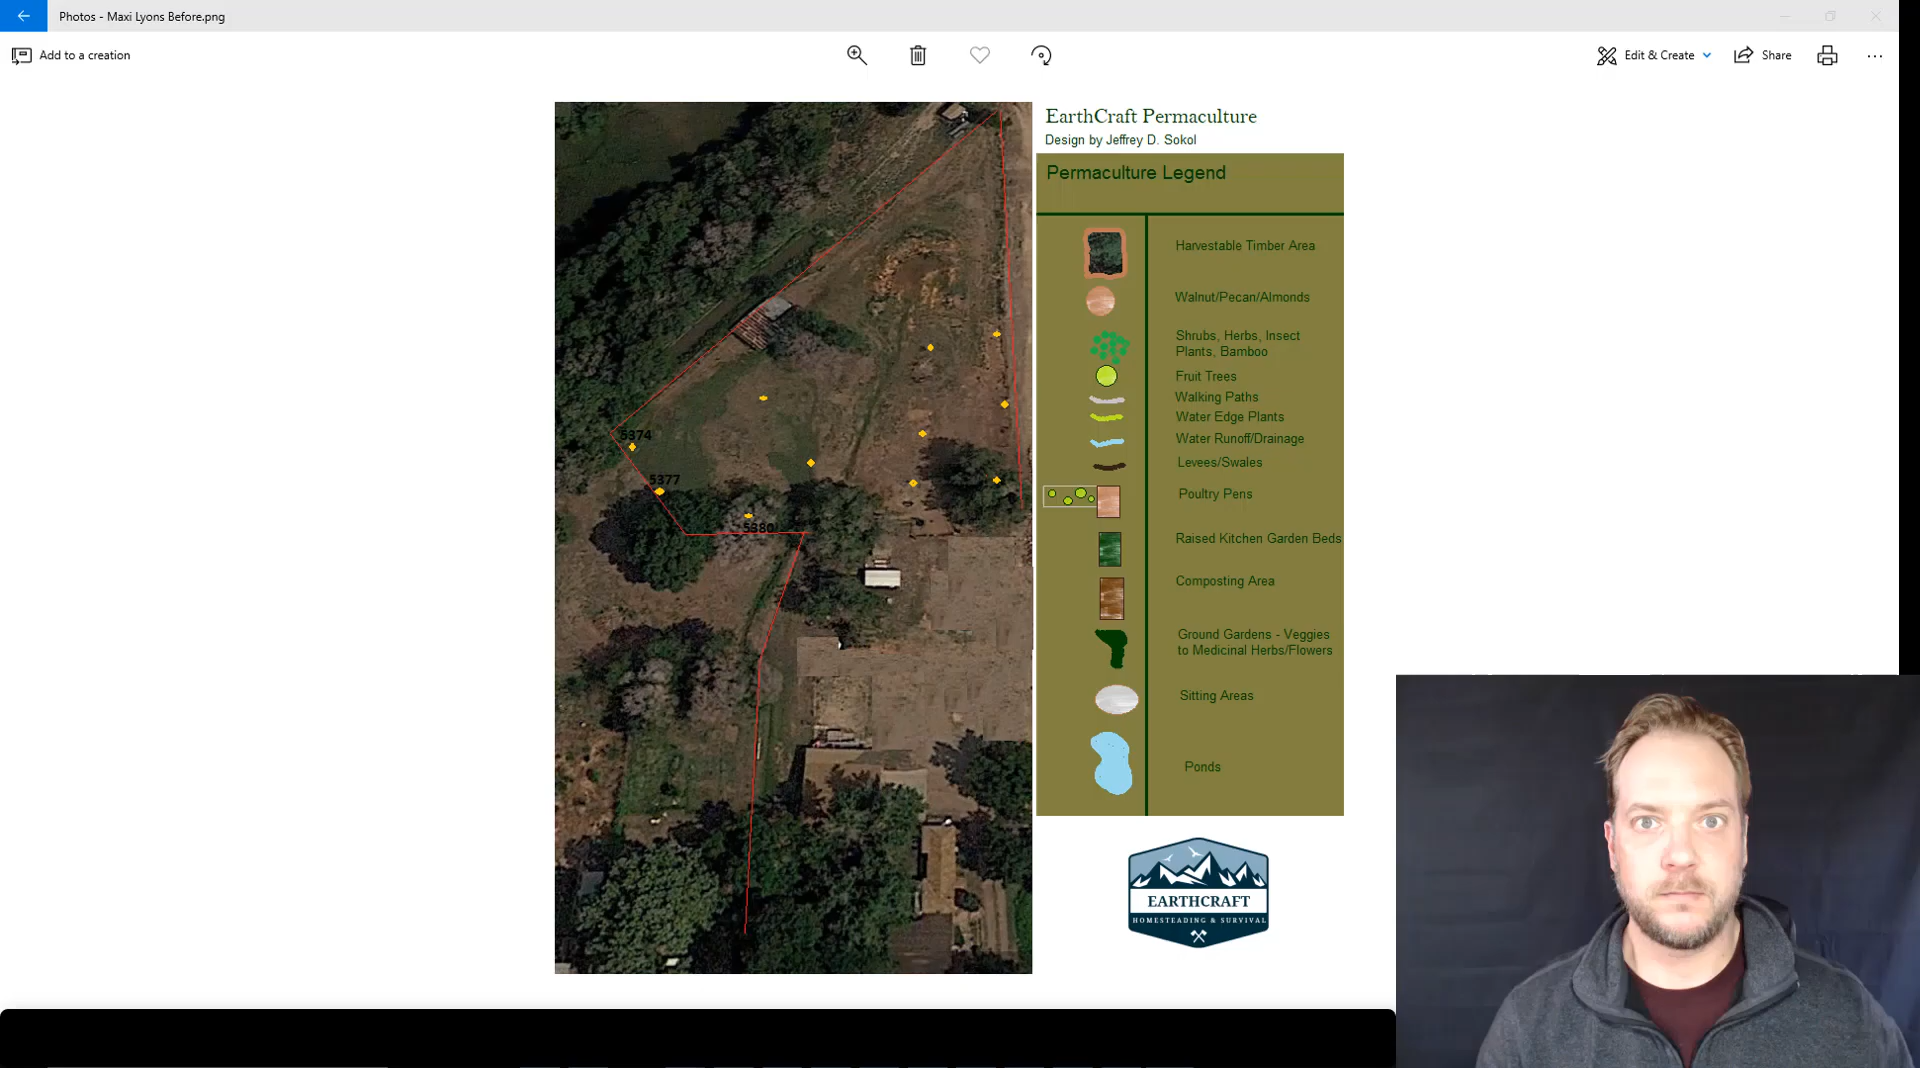 Photos - Maxi Lyons Before.png
Add to a creation
Edit & Create
Share
EarthCraft Permaculture
Design by Jeffrey D. Sokol
Permaculture Legend
Harvestable Timber Area
Walnut/Pecan/Almonds
Shrubs, Herbs, Insect
Plants, Bamboo
Fruit Trees
Walking Paths
Water Edge Plants
Water Runoff/Drainage
Levees/Swales
Poultry Pens
Raised Kitchen Garden Beds
Composting Area
Ground Gardens - Veggies
to Medicinal Herbs/Flowers
Sitting Areas
Ponds
5374
5377
5380
EARTHCRAFT
HOMESTEADING & SURVIVAL